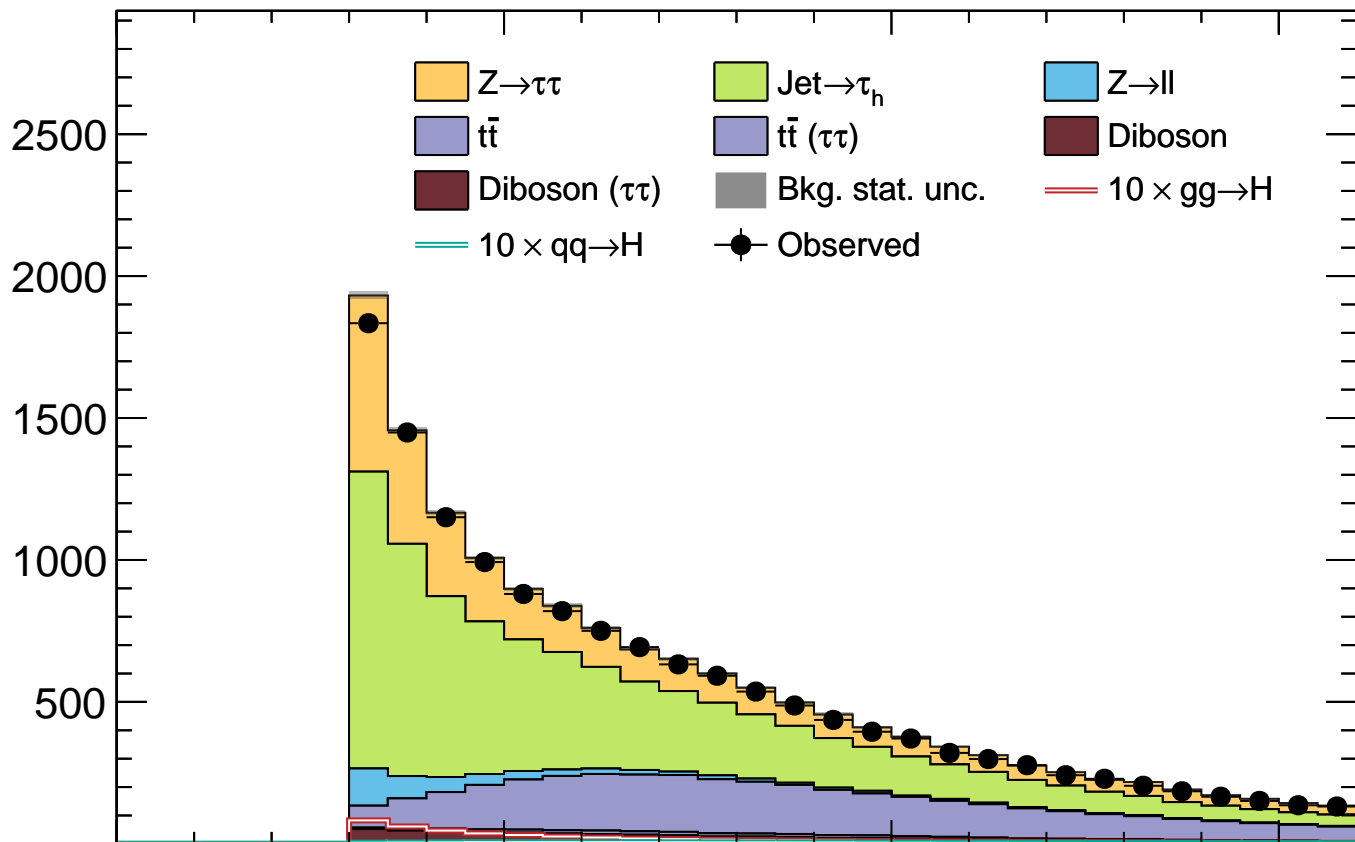 Z→ττ Jet→τh Z→ll
tt̄ tt̄ (ττ) Diboson
Diboson (ττ) Bkg. stat. unc. 10 × gg→H
10 × qq→H Observed
2500
2000
1500
1000
500